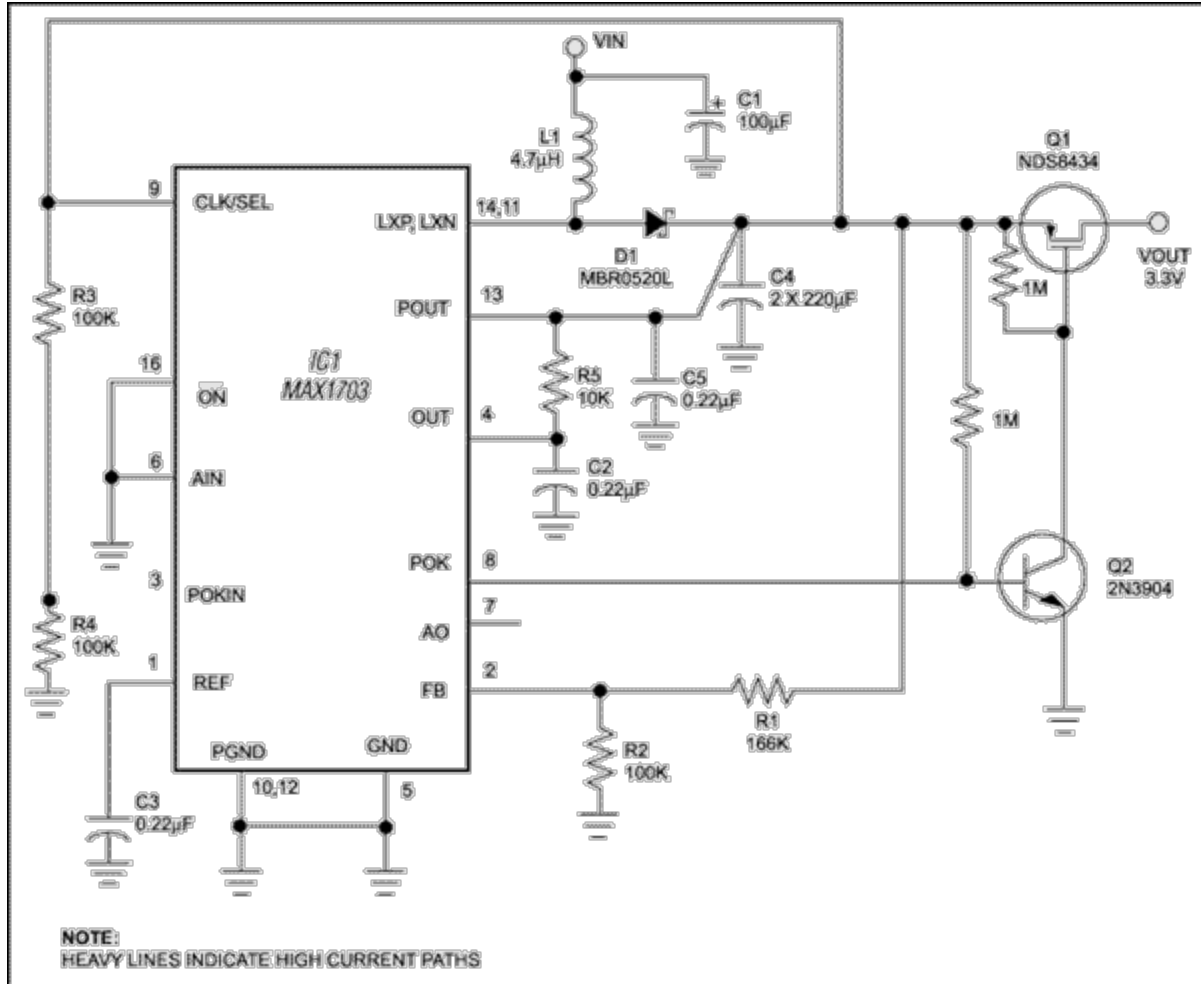 VIN
C1
100µF
L1
4.7µH
Q1
NDS8434
9
CLK/SEL
LXP, LXN
14,11
D1
MBR0520L
VOUT
3.3V
R3
100K
13
POUT
C4
2 X 220µF
1M
16
ON
IC1
MAX1703
R5
10K
C5
0.22µF
OUT
4
1M
6
AIN
C2
0.22µF
POK
8
Q2
2N3904
3
POKIN
7
AO
R4
100K
1
REF
2
FB
R1
166K
R2
100K
PGND
GND
10,12
5
C3
0.22µF
NOTE:
HEAVY LINES INDICATE HIGH CURRENT PATHS